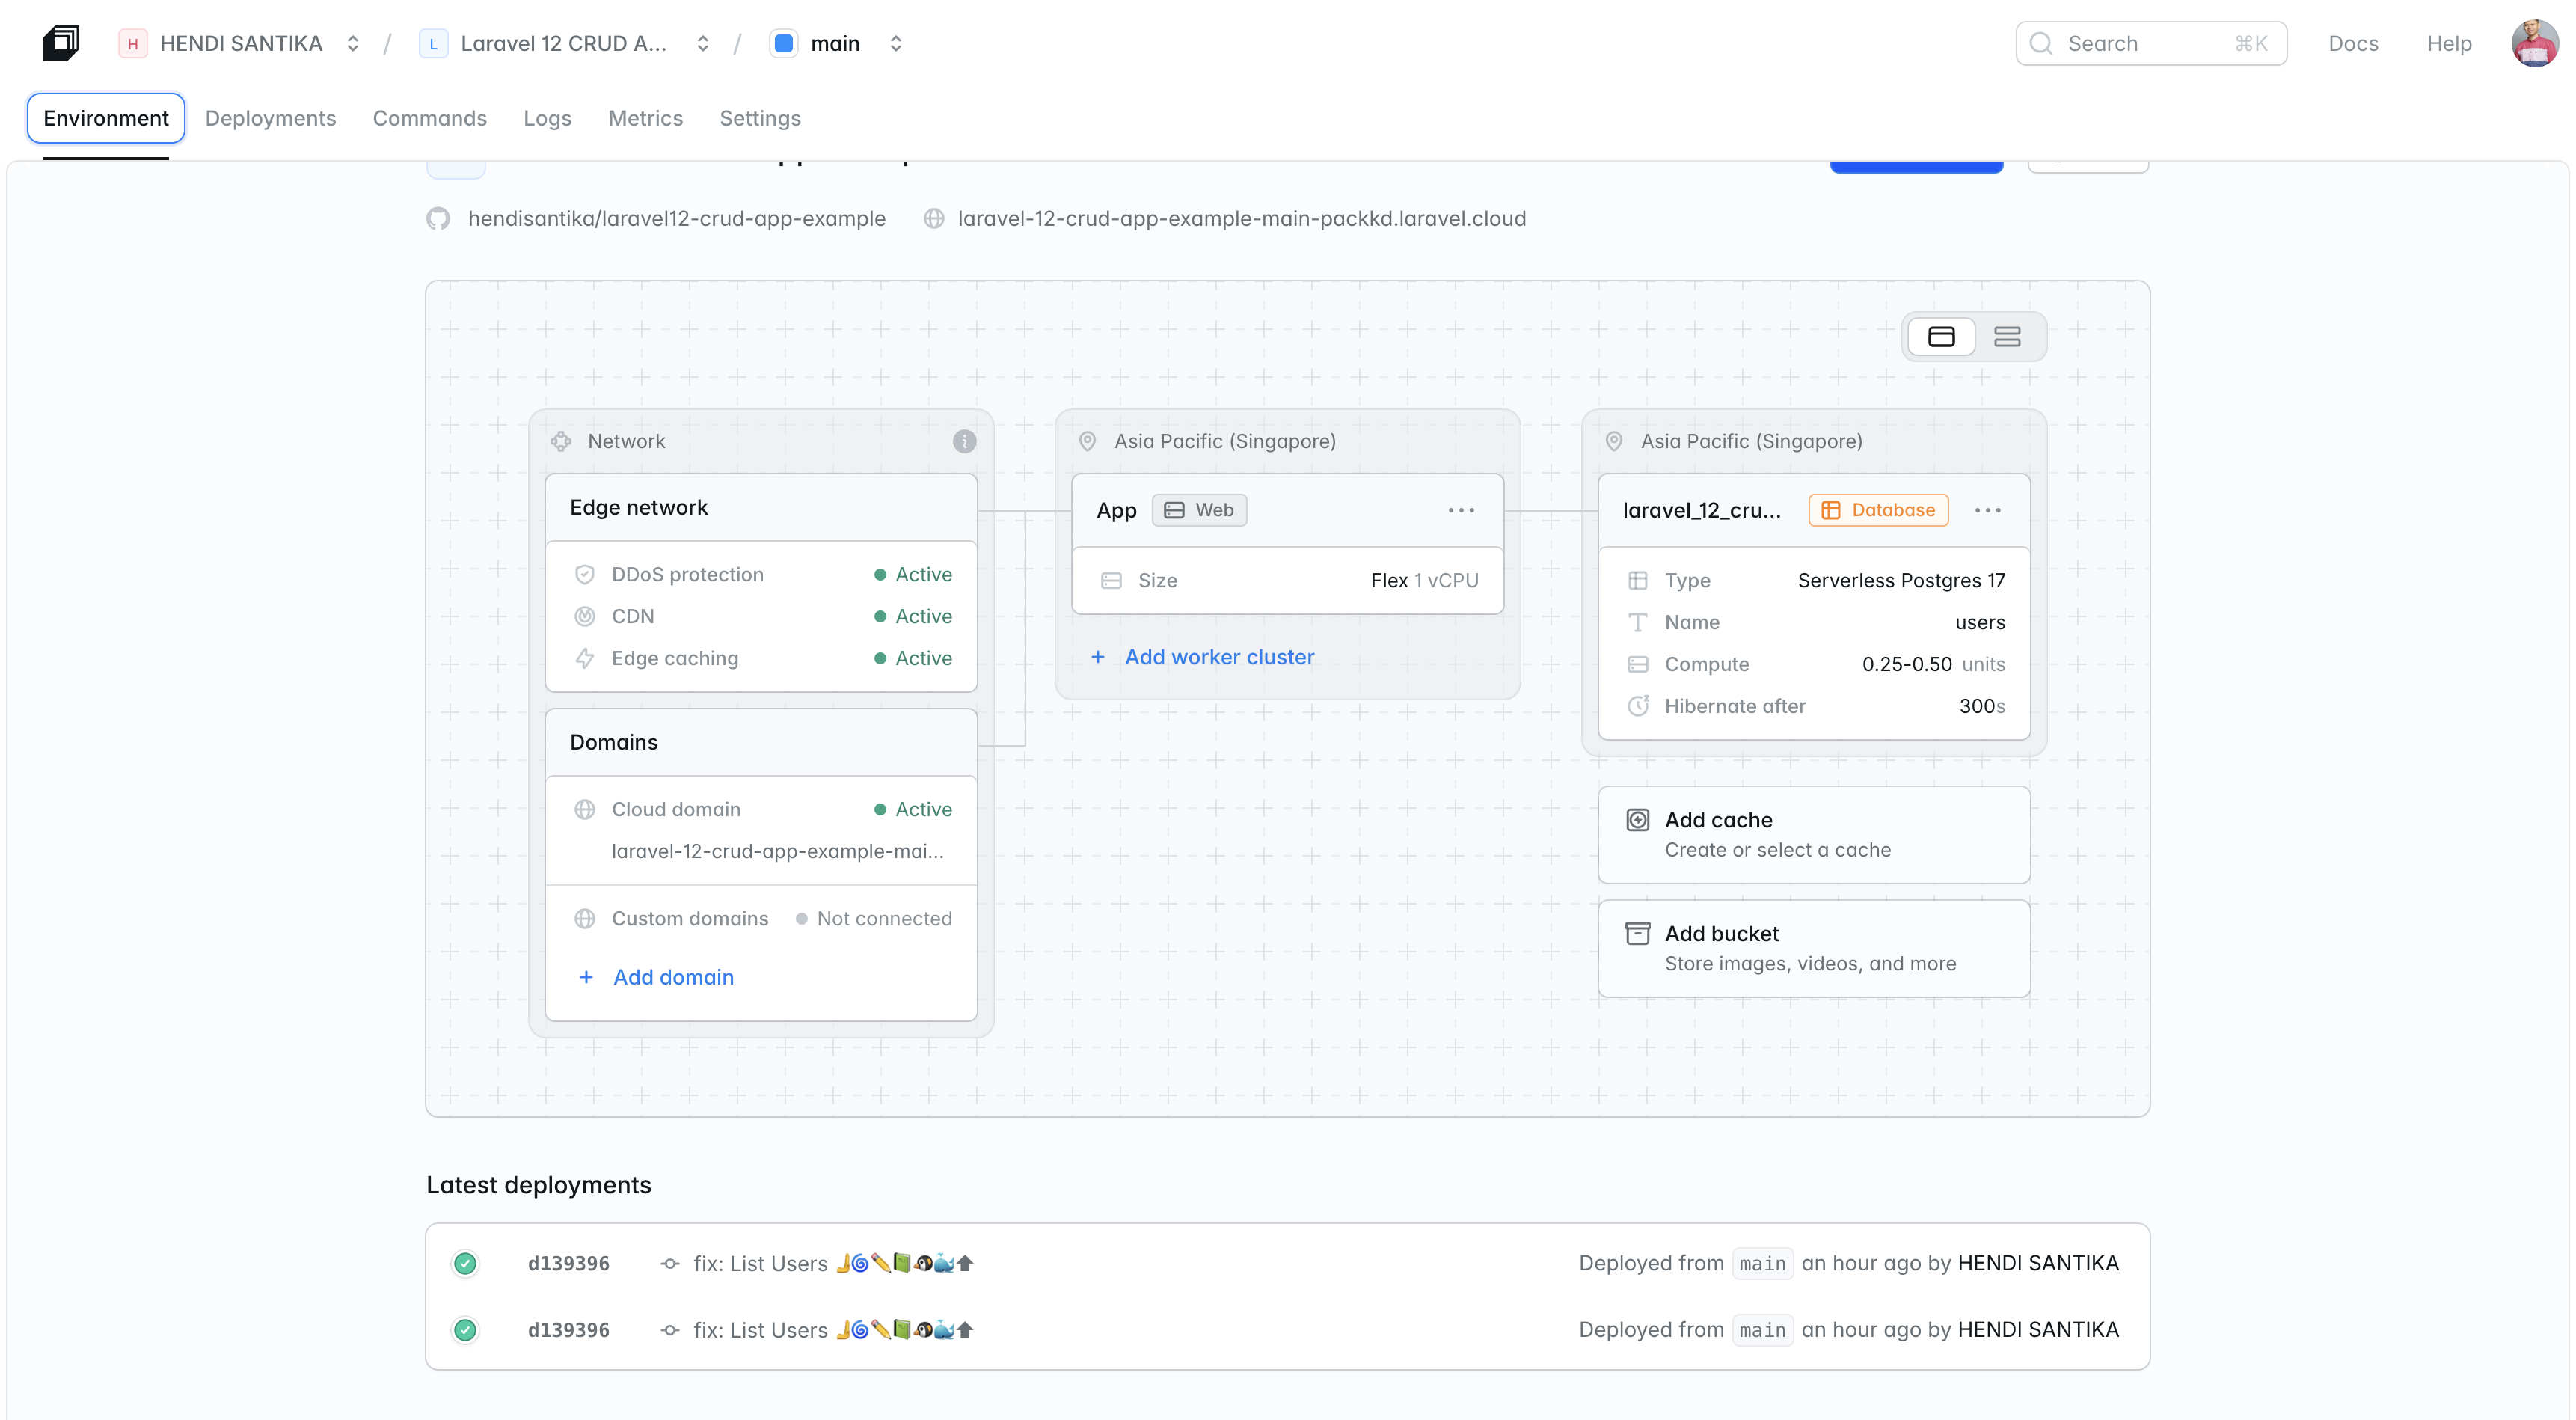 H HENDI SANTIKA / L Laravel 12 CRUD A... / main
Search ⌘K Docs Help
Environment Deployments Commands Logs Metrics Settings
hendisantika/laravel12-crud-app-example laravel-12-crud-app-example-main-packkd.laravel.cloud
Network
Edge network
DDoS protection Active
CDN Active
Edge caching Active
Domains
Cloud domain Active
laravel-12-crud-app-example-mai...
Custom domains Not connected
+ Add domain
Asia Pacific (Singapore)
App Web
Size Flex 1 vCPU
+ Add worker cluster
Asia Pacific (Singapore)
laravel_12_cru... Database
Type Serverless Postgres 17
Name users
Compute 0.25-0.50 units
Hibernate after 300s
Add cache
Create or select a cache
Add bucket
Store images, videos, and more
Latest deployments
d139396 fix: List Users Deployed from main an hour ago by HENDI SANTIKA
d139396 fix: List Users Deployed from main an hour ago by HENDI SANTIKA